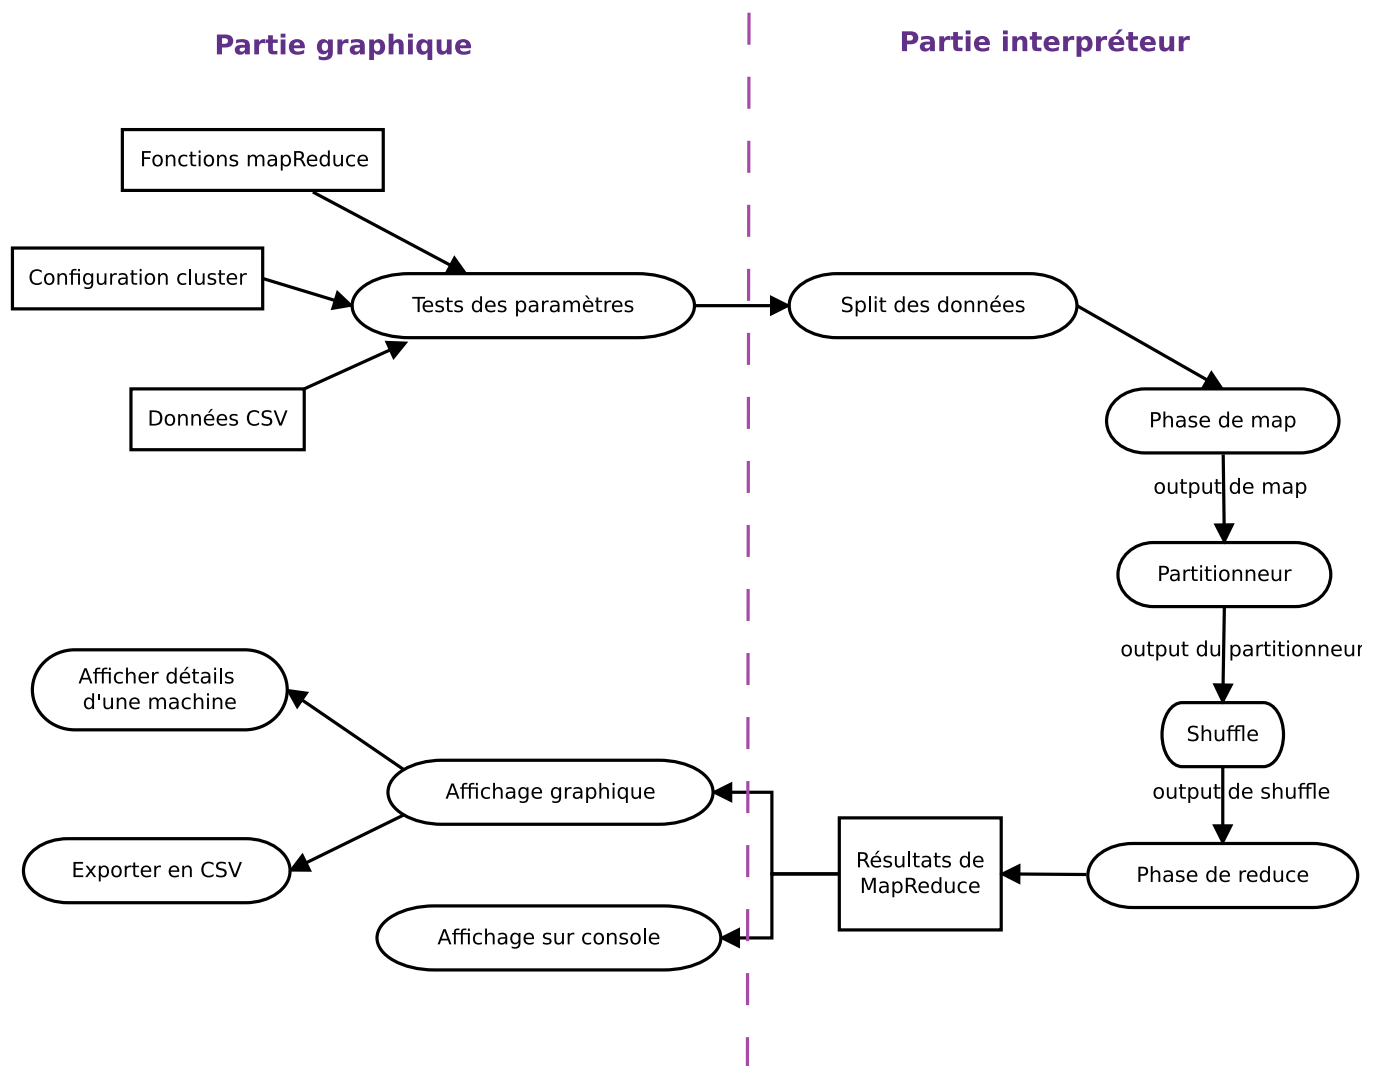 Partie graphique
Partie interpréteur
Fonctions mapReduce
Configuration cluster
Tests des paramètres
Split des données
Données CSV
Phase de map
output de map
Partitionneur
output du partitionneur
Shuffle
output de shuffle
Phase de reduce
Résultats de
MapReduce
Afficher détails
d'une machine
Affichage graphique
Exporter en CSV
Affichage sur console